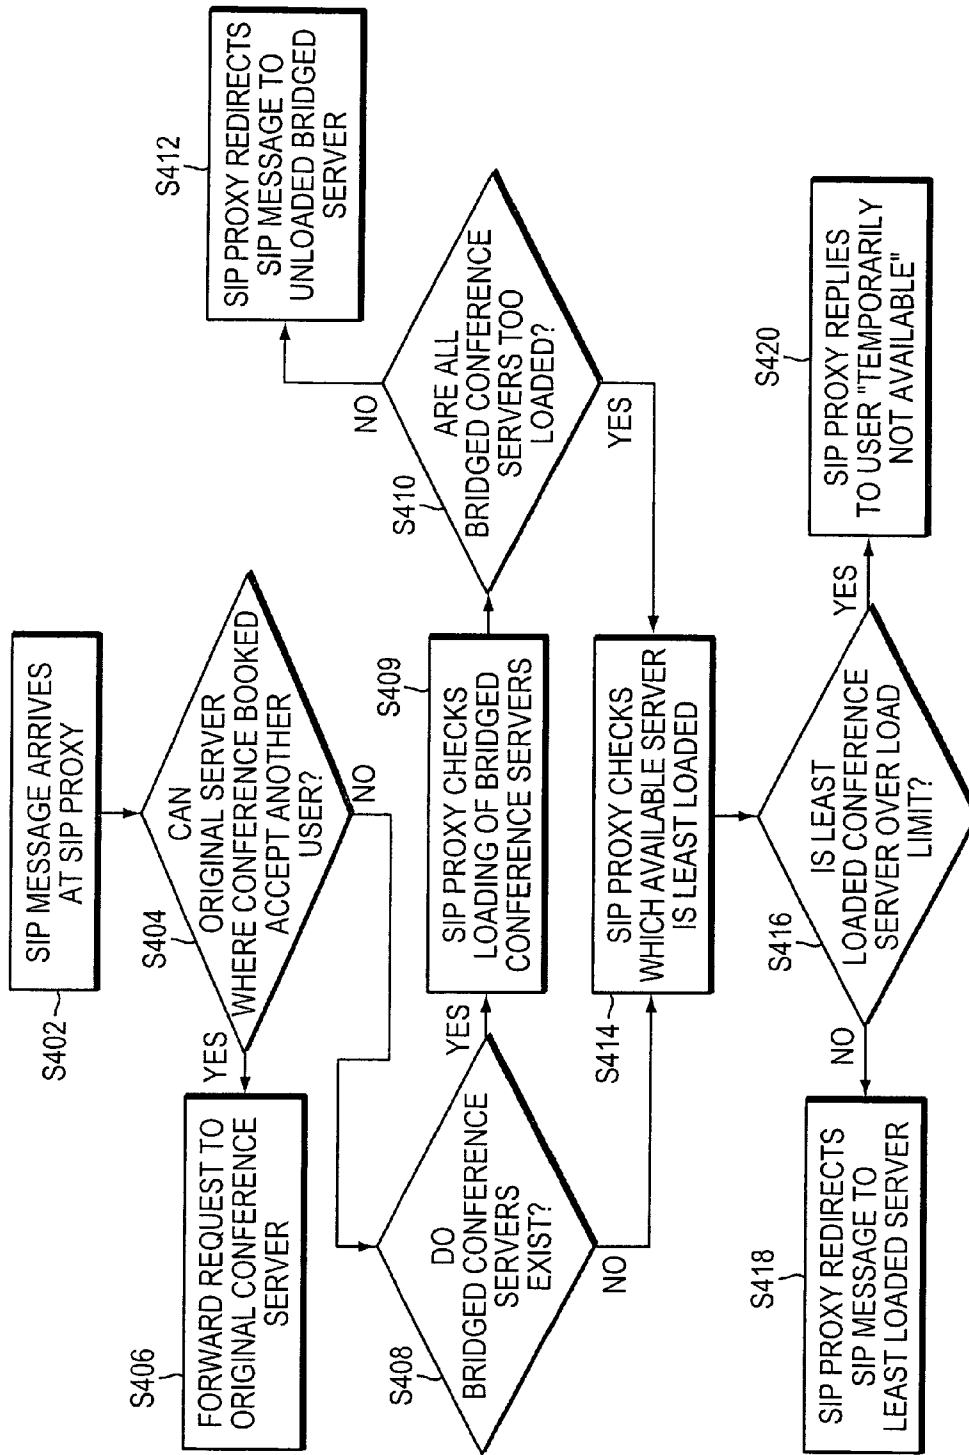 S402
SIP MESSAGE ARRIVES
AT SIP PROXY
S404
CAN
ORIGINAL SERVER
WHERE CONFERENCE BOOKED
ACCEPT ANOTHER
USER?
YES
NO
S406
FORWARD REQUEST TO
ORIGINAL CONFERENCE
SERVER
S408
DO
BRIDGED CONFERENCE
SERVERS
EXIST?
YES
NO
S409
SIP PROXY CHECKS
LOADING OF BRIDGED
CONFERENCE SERVERS
S410
ARE ALL
BRIDGED CONFERENCE
SERVERS TOO
LOADED?
NO
YES
S412
SIP PROXY REDIRECTS
SIP MESSAGE TO
UNLOADED BRIDGED
SERVER
S414
SIP PROXY CHECKS
WHICH AVAILABLE SERVER
IS LEAST LOADED
S416
IS LEAST
LOADED CONFERENCE
SERVER OVER LOAD
LIMIT?
NO
YES
S418
SIP PROXY REDIRECTS
SIP MESSAGE TO
LEAST LOADED SERVER
S420
SIP PROXY REPLIES
TO USER "TEMPORARILY
NOT AVAILABLE"